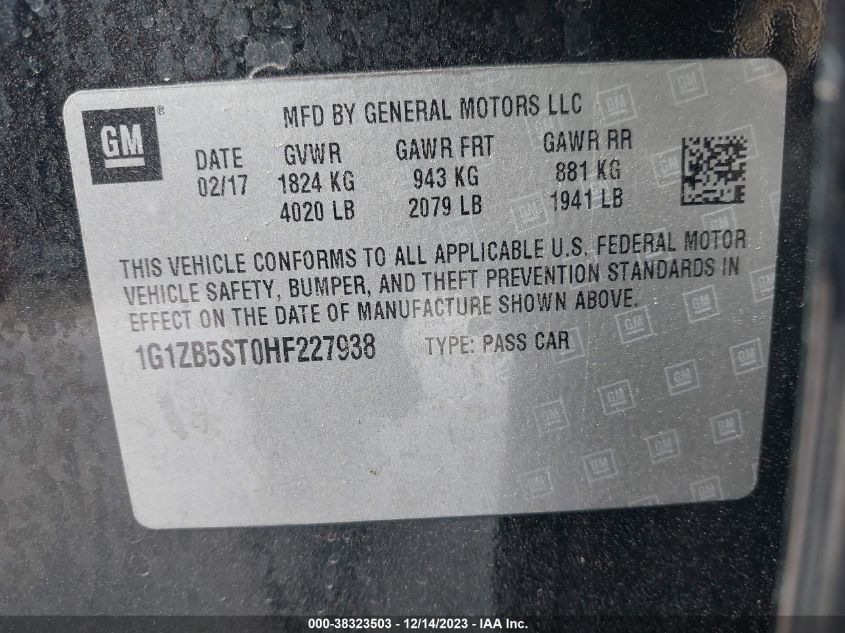 GM ®
MFD BY GENERAL MOTORS LLC
DATE GVWR GAWR FRT GAWR RR
02/17 1824 KG 943 KG 881 KG
4020 LB 2079 LB 1941 LB
THIS VEHICLE CONFORMS TO ALL APPLICABLE U.S. FEDERAL MOTOR
VEHICLE SAFETY, BUMPER, AND THEFT PREVENTION STANDARDS IN
EFFECT ON THE DATE OF MANUFACTURE SHOWN ABOVE.
1G1ZB5ST0HF227938 TYPE: PASS CAR
000-38323503 - 12/14/2023 - IAA Inc.